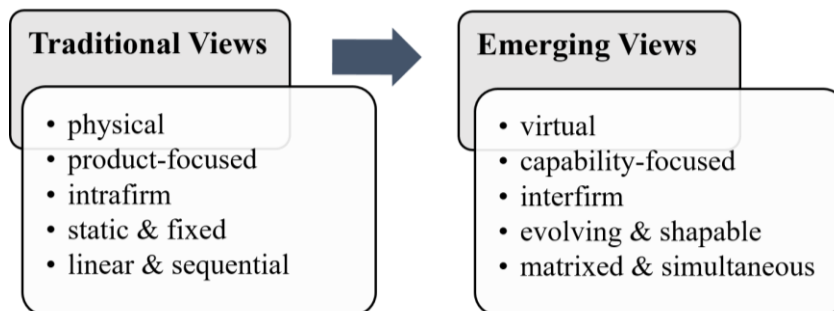 Traditional Views
• physical
• product-focused
• intrafirm
• static & fixed
• linear & sequential
Emerging Views
• virtual
• capability-focused
• interfirm
• evolving & shapable
• matrixed & simultaneous